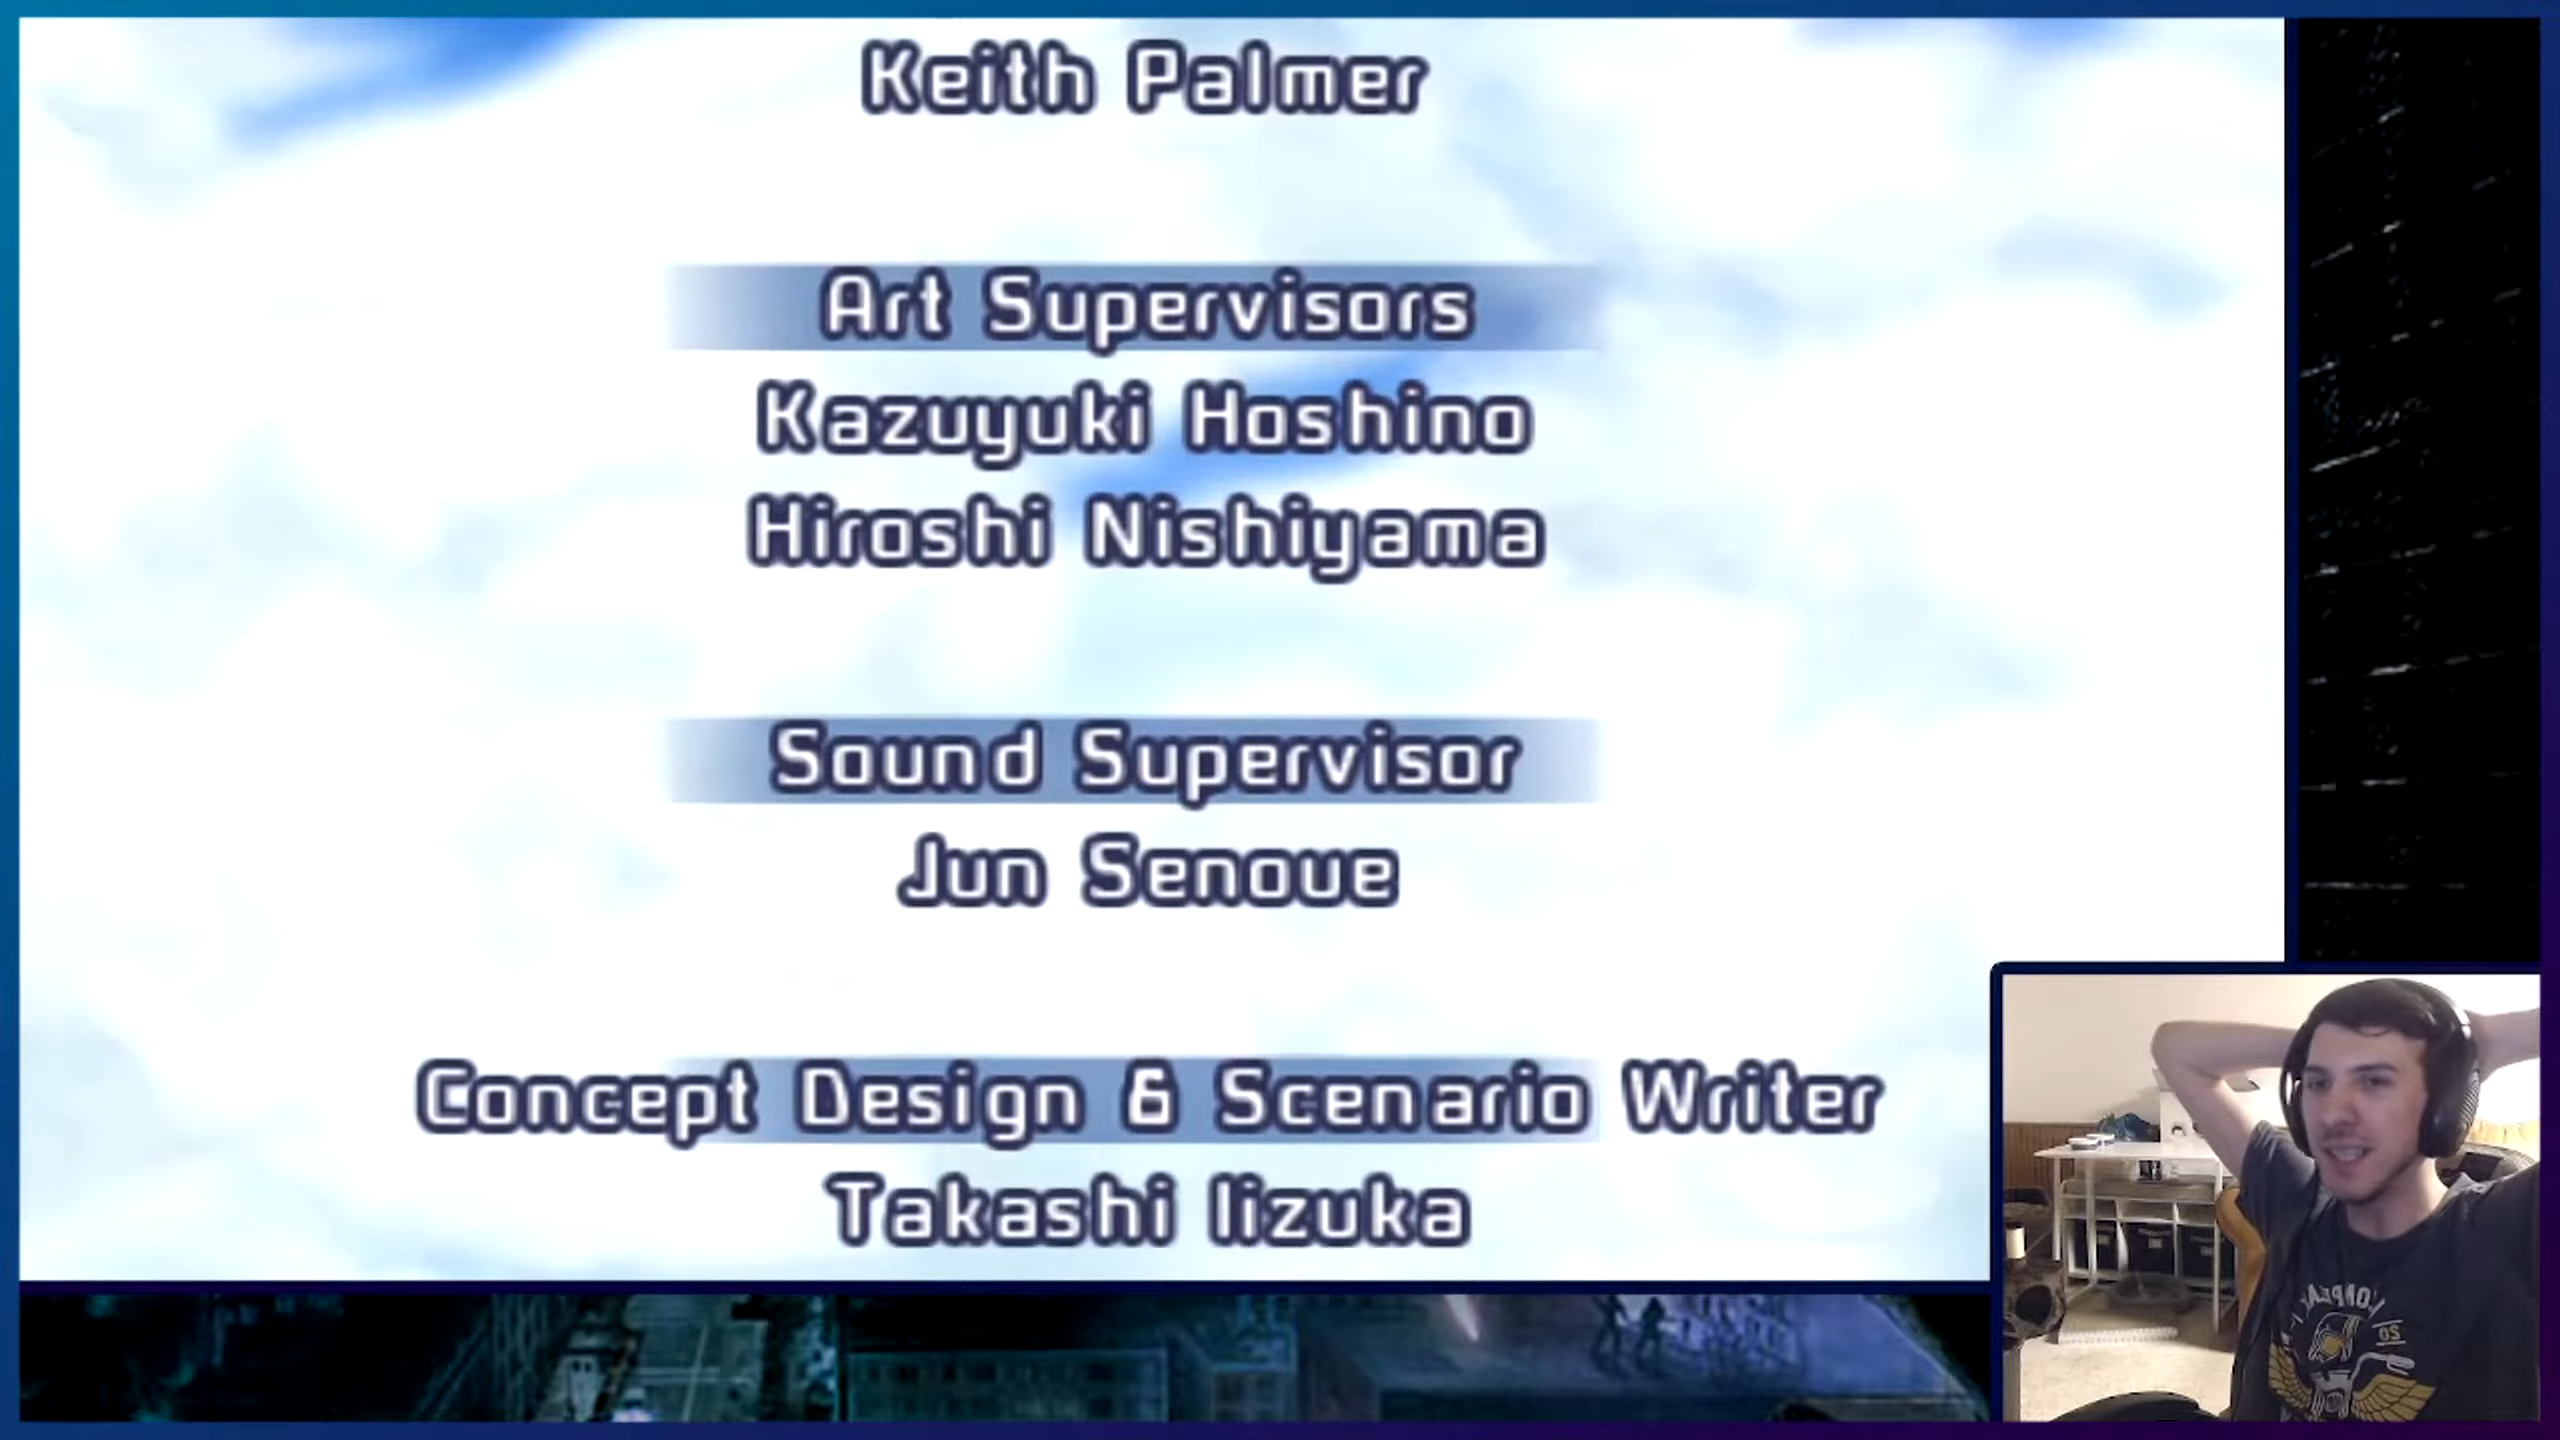 Keith Palmer
Art Supervisors
Kazuyuki Hoshino
Hiroshi Nishiyama
Sound Supervisor
Jun Senoue
Concept Design & Scenario Writer
Takashi Iizuka